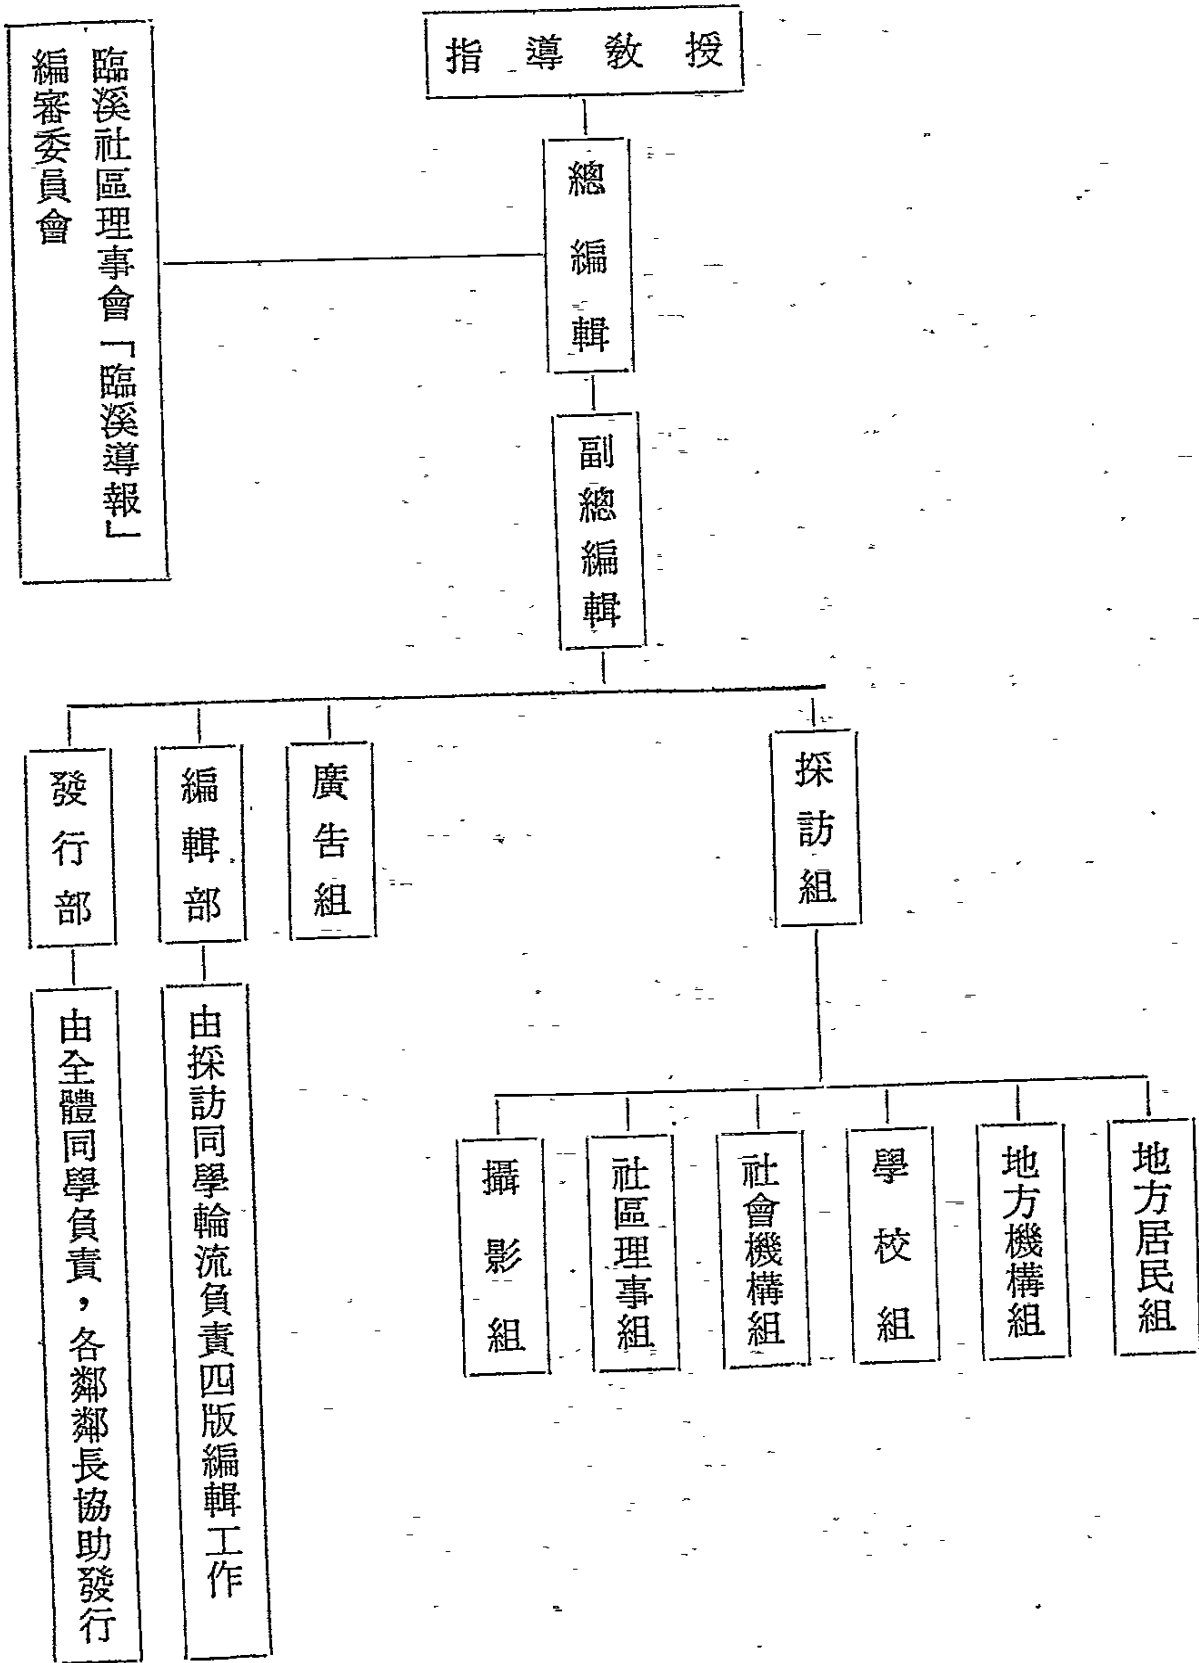 指導教授
總編輯
臨溪社區理事會「臨溪導報」
編審委員會
副總編輯
採訪組
廣告組
編輯部
發行部
地方居民組
地方機構組
學校組
社會機構組
社區理事組
攝影組
由採訪同學輪流負責四版編輯工作
由全體同學負責，各鄰鄰長協助發行